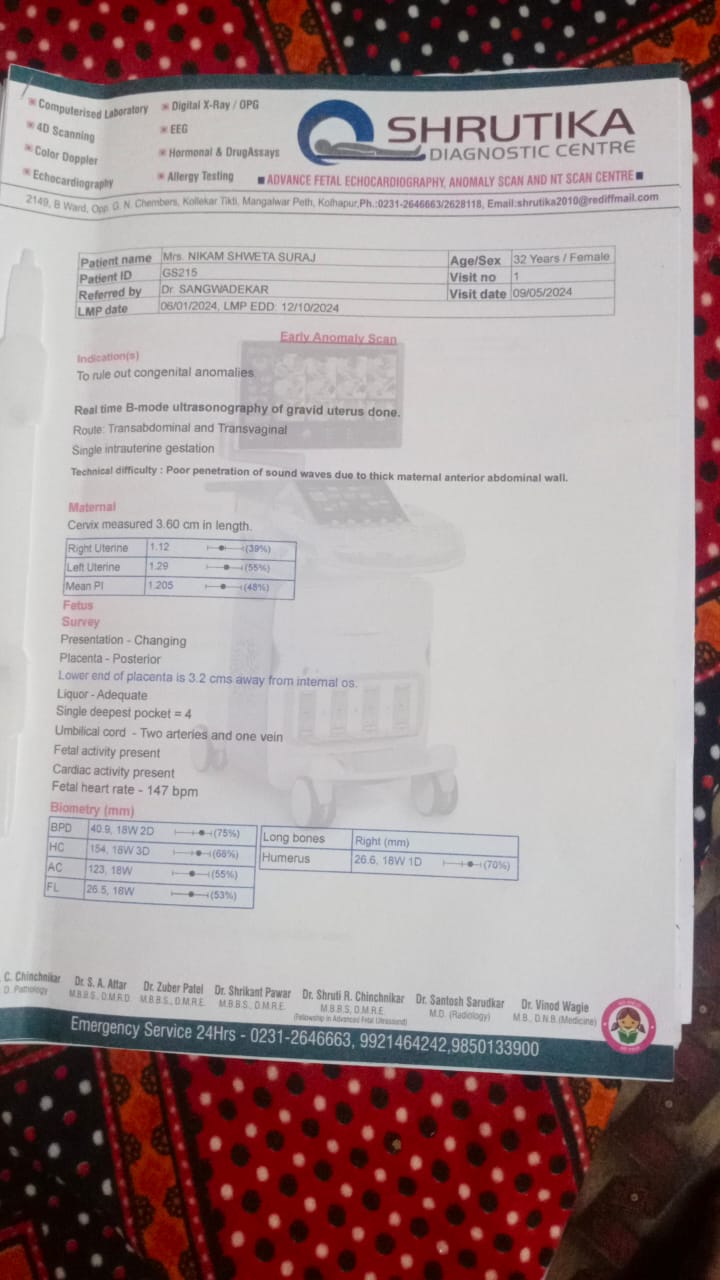 Computerised Laboratory
4D Scanning
Color Doppler
Echocardiography
Digital X-Ray / OPG
EEG
Hormonal & DrugAssays
Allergy Testing
SHRUTIKA
DIAGNOSTIC CENTRE
ADVANCE FETAL ECHOCARDIOGRAPHY, ANOMALY SCAN AND NT SCAN CENTRE
2149, B Ward, Opp. G. N. Chembers, Kollekar Tikti, Mangalwar Peth, Kolhapur,Ph.:0231-2646663/2628118, Email:shrutika2010@rediffmail.com
Patient name Mrs. NIKAM SHWETA SURAJ Age/Sex 32 Years / Female
Patient ID GS215 Visit no 1
Referred by Dr. SANGWADEKAR Visit date 09/05/2024
LMP date 06/01/2024, LMP EDD: 12/10/2024
Early Anomaly Scan
Indication(s)
To rule out congenital anomalies.
Real time B-mode ultrasonography of gravid uterus done.
Route: Transabdominal and Transvaginal
Single intrauterine gestation
Technical difficulty : Poor penetration of sound waves due to thick maternal anterior abdominal wall.
Maternal
Cervix measured 3.60 cm in length.
Right Uterine 1.12 (39%)
Left Uterine 1.29 (55%)
Mean PI 1.205 (48%)
Fetus
Survey
Presentation - Changing
Placenta - Posterior
Lower end of placenta is 3.2 cms away from internal os.
Liquor - Adequate
Single deepest pocket = 4
Umbilical cord - Two arteries and one vein
Fetal activity present
Cardiac activity present
Fetal heart rate - 147 bpm
Biometry (mm)
BPD 40.9, 18W 2D (75%)
HC 154, 18W 3D (68%)
AC 123, 18W (55%)
FL 26.5, 18W (53%)
Long bones Right (mm)
Humerus 26.6, 18W 1D (70%)
C. Chinchnikar
D. Pathology
Dr. S. A. Attar
M.B.B.S., D.M.R.D.
Dr. Zuber Patel
M.B.B.S., D.M.R.E.
Dr. Shrikant Pawar
M.B.B.S., D.M.R.E.
Dr. Shruti R. Chinchnikar
M.B.B.S, D.M.R.E.
(Fellowship in Advanced Fetal Ultrasound)
Dr. Santosh Sarudkar
M.D. (Radiology)
Dr. Vinod Wagle
M.B., D.N.B.(Medicine)
Emergency Service 24Hrs - 0231-2646663, 9921464242,9850133900